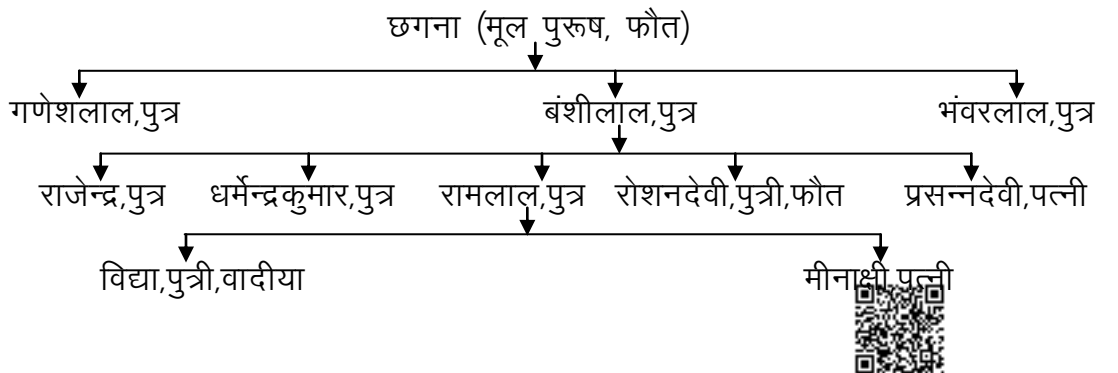 छगना (मूल पुरूष, फौत)
गणेशलाल,पुत्र बंशीलाल,पुत्र भंवरलाल,पुत्र
राजेन्द्र,पुत्र धर्मेन्द्रकुमार,पुत्र रामलाल,पुत्र रोशनदेवी,पुत्री,फौत प्रसन्नदेवी,पत्नी
विद्या,पुत्री,वादीया मीनाक्षी,पत्नी